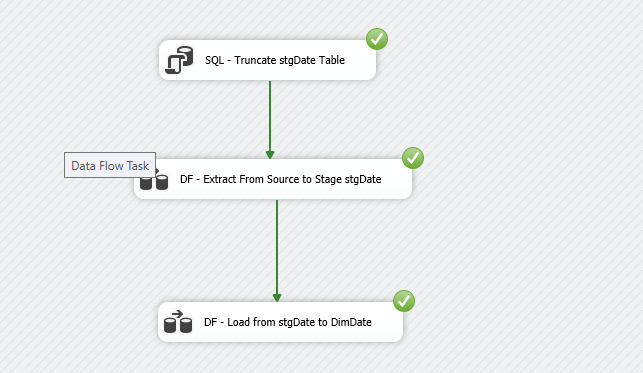 SQL - Truncate stgDate Table
Data Flow Task
DF - Extract From Source to Stage stgDate
DF - Load from stgDate to DimDate